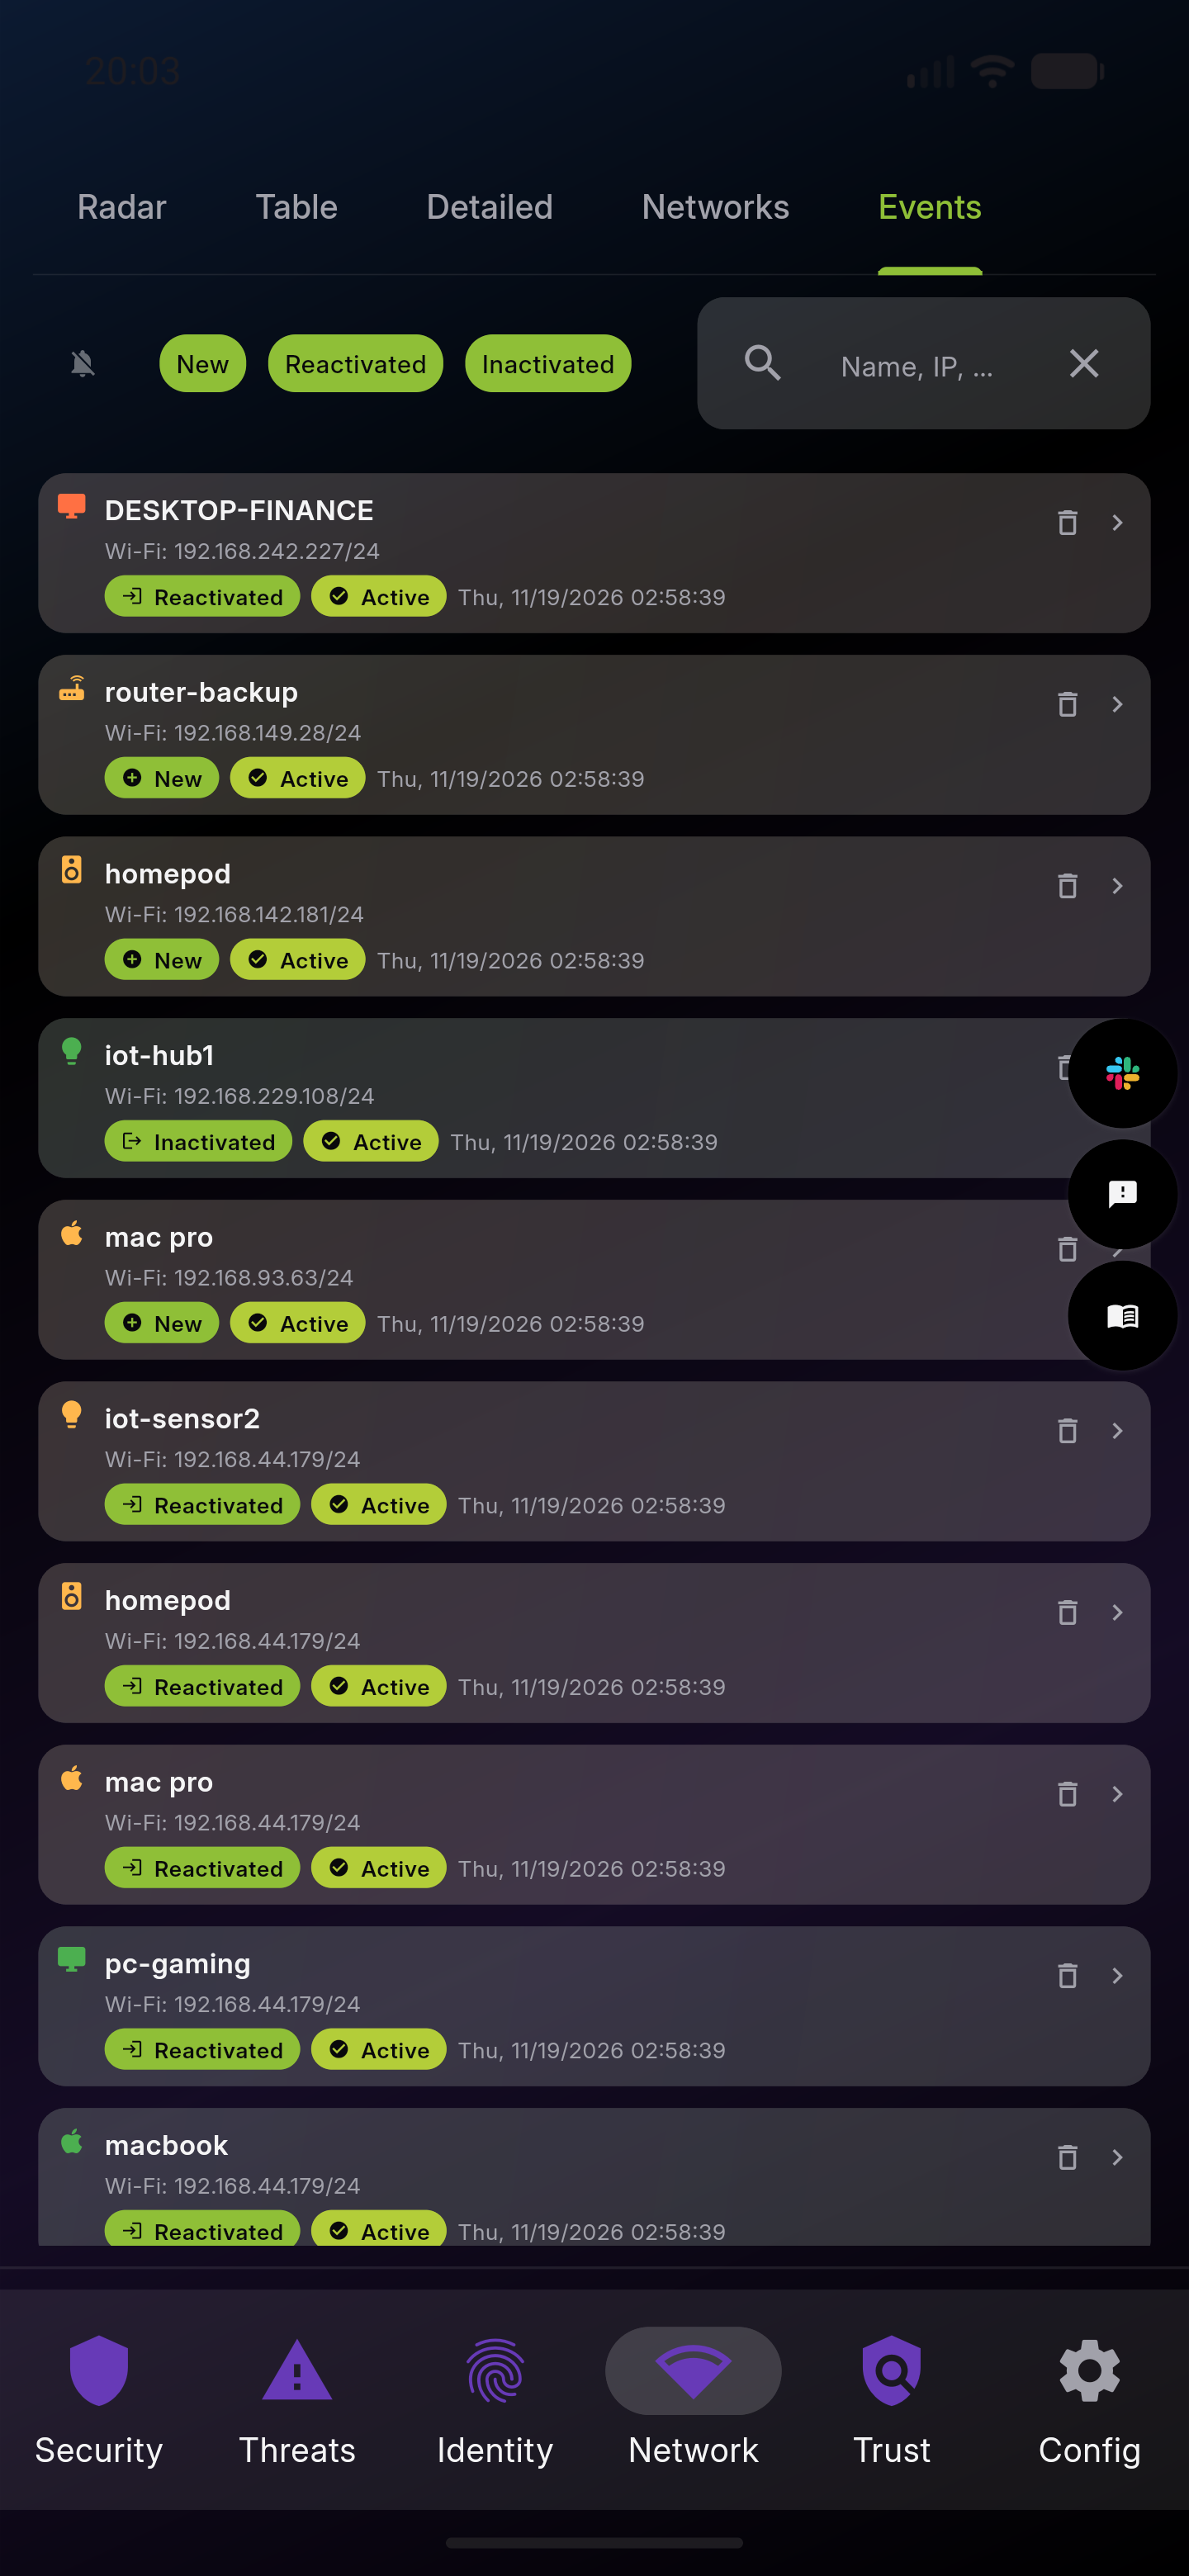 20:03
Radar Table Detailed Networks Events
New Reactivated Inactivated Name, IP, ...
DESKTOP-FINANCE
Wi-Fi: 192.168.242.227/24
Reactivated Active Thu, 11/19/2026 02:58:39
router-backup
Wi-Fi: 192.168.149.28/24
New Active Thu, 11/19/2026 02:58:39
homepod
Wi-Fi: 192.168.142.181/24
New Active Thu, 11/19/2026 02:58:39
iot-hub1
Wi-Fi: 192.168.229.108/24
Inactivated Active Thu, 11/19/2026 02:58:39
mac pro
Wi-Fi: 192.168.93.63/24
New Active Thu, 11/19/2026 02:58:39
iot-sensor2
Wi-Fi: 192.168.44.179/24
Reactivated Active Thu, 11/19/2026 02:58:39
homepod
Wi-Fi: 192.168.44.179/24
Reactivated Active Thu, 11/19/2026 02:58:39
mac pro
Wi-Fi: 192.168.44.179/24
Reactivated Active Thu, 11/19/2026 02:58:39
pc-gaming
Wi-Fi: 192.168.44.179/24
Reactivated Active Thu, 11/19/2026 02:58:39
macbook
Wi-Fi: 192.168.44.179/24
Reactivated Active Thu, 11/19/2026 02:58:39
Security Threats Identity Network Trust Config